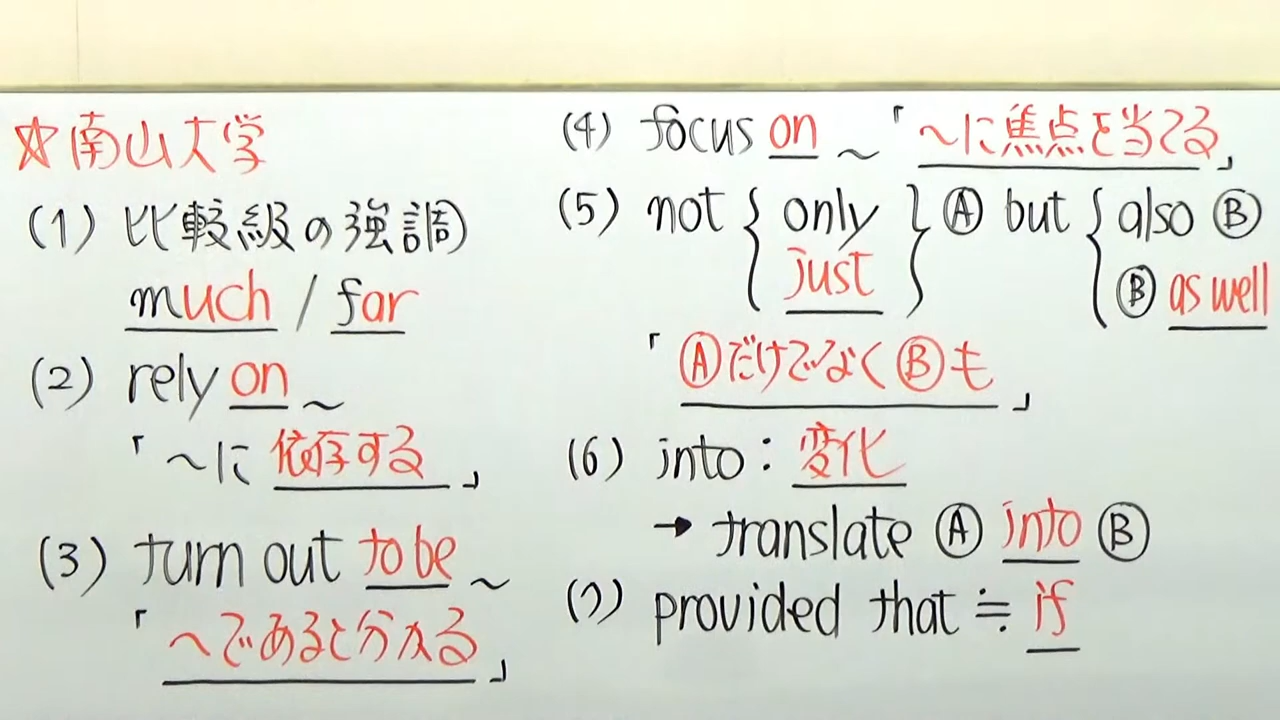 ☆南山大学
(1) 比較級の強調
much / far
(2) rely on ~
「~に 依存する」
(3) turn out to be ~
「~であると分かる」
(4) focus on ~ 「~に焦点を当てる」
(5) not { only } Ⓐ but { also Ⓑ
just Ⓑ as well
「Ⓐだけでなく Ⓑも」
(6) into : 変化
→ translate Ⓐ into Ⓑ
(7) provided that ≒ if